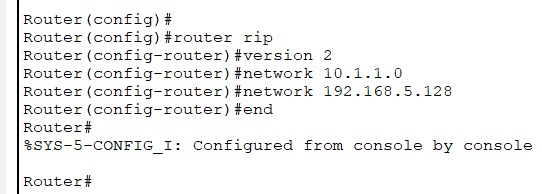 Router(config)#
Router(config)#router rip
Router(config-router)#version 2
Router(config-router)#network 10.1.1.0
Router(config-router)#network 192.168.5.128
Router(config-router)#end
Router#
%SYS-5-CONFIG_I: Configured from console by console
Router#